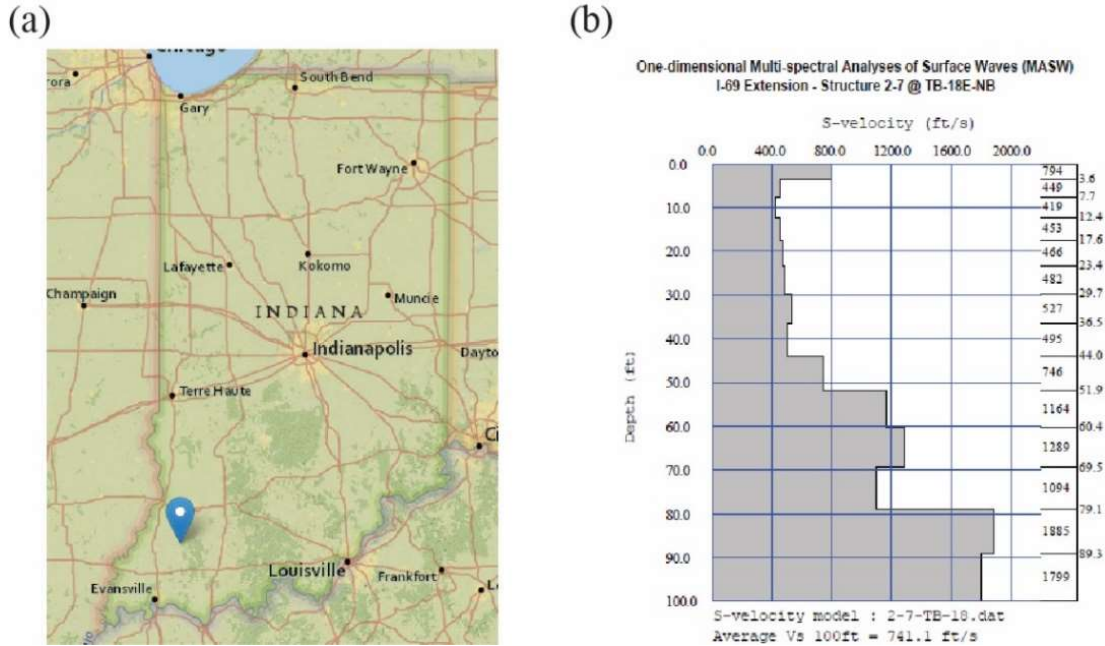 (a)
Chicago
South Bend
Gary
Fort Wayne
Lafayette
Kokomo
Champaign
Muncie
INDIANA
Indianapolis
Dayto
Terre Haute
Ci
Louisville
Frankfort
Evansville
(b)
One-dimensional Multi-spectral Analyses of Surface Waves (MASW)
I-69 Extension - Structure 2-7 @ TB-18E-NB
S-velocity (ft/s)
0.0 400.0 800.0 1200.0 1600.0 2000.0
Depth (ft)
0.0
10.0
20.0
30.0
40.0
50.0
60.0
70.0
80.0
90.0
100.0
794
3.6
449
7.7
419
12.4
453
17.6
466
23.4
482
29.7
527
36.5
495
44.0
746
51.9
1164
60.4
1289
69.5
1094
79.1
1885
89.3
1799
S-velocity model : 2-7-TB-18.dat
Average Vs 100ft = 741.1 ft/s